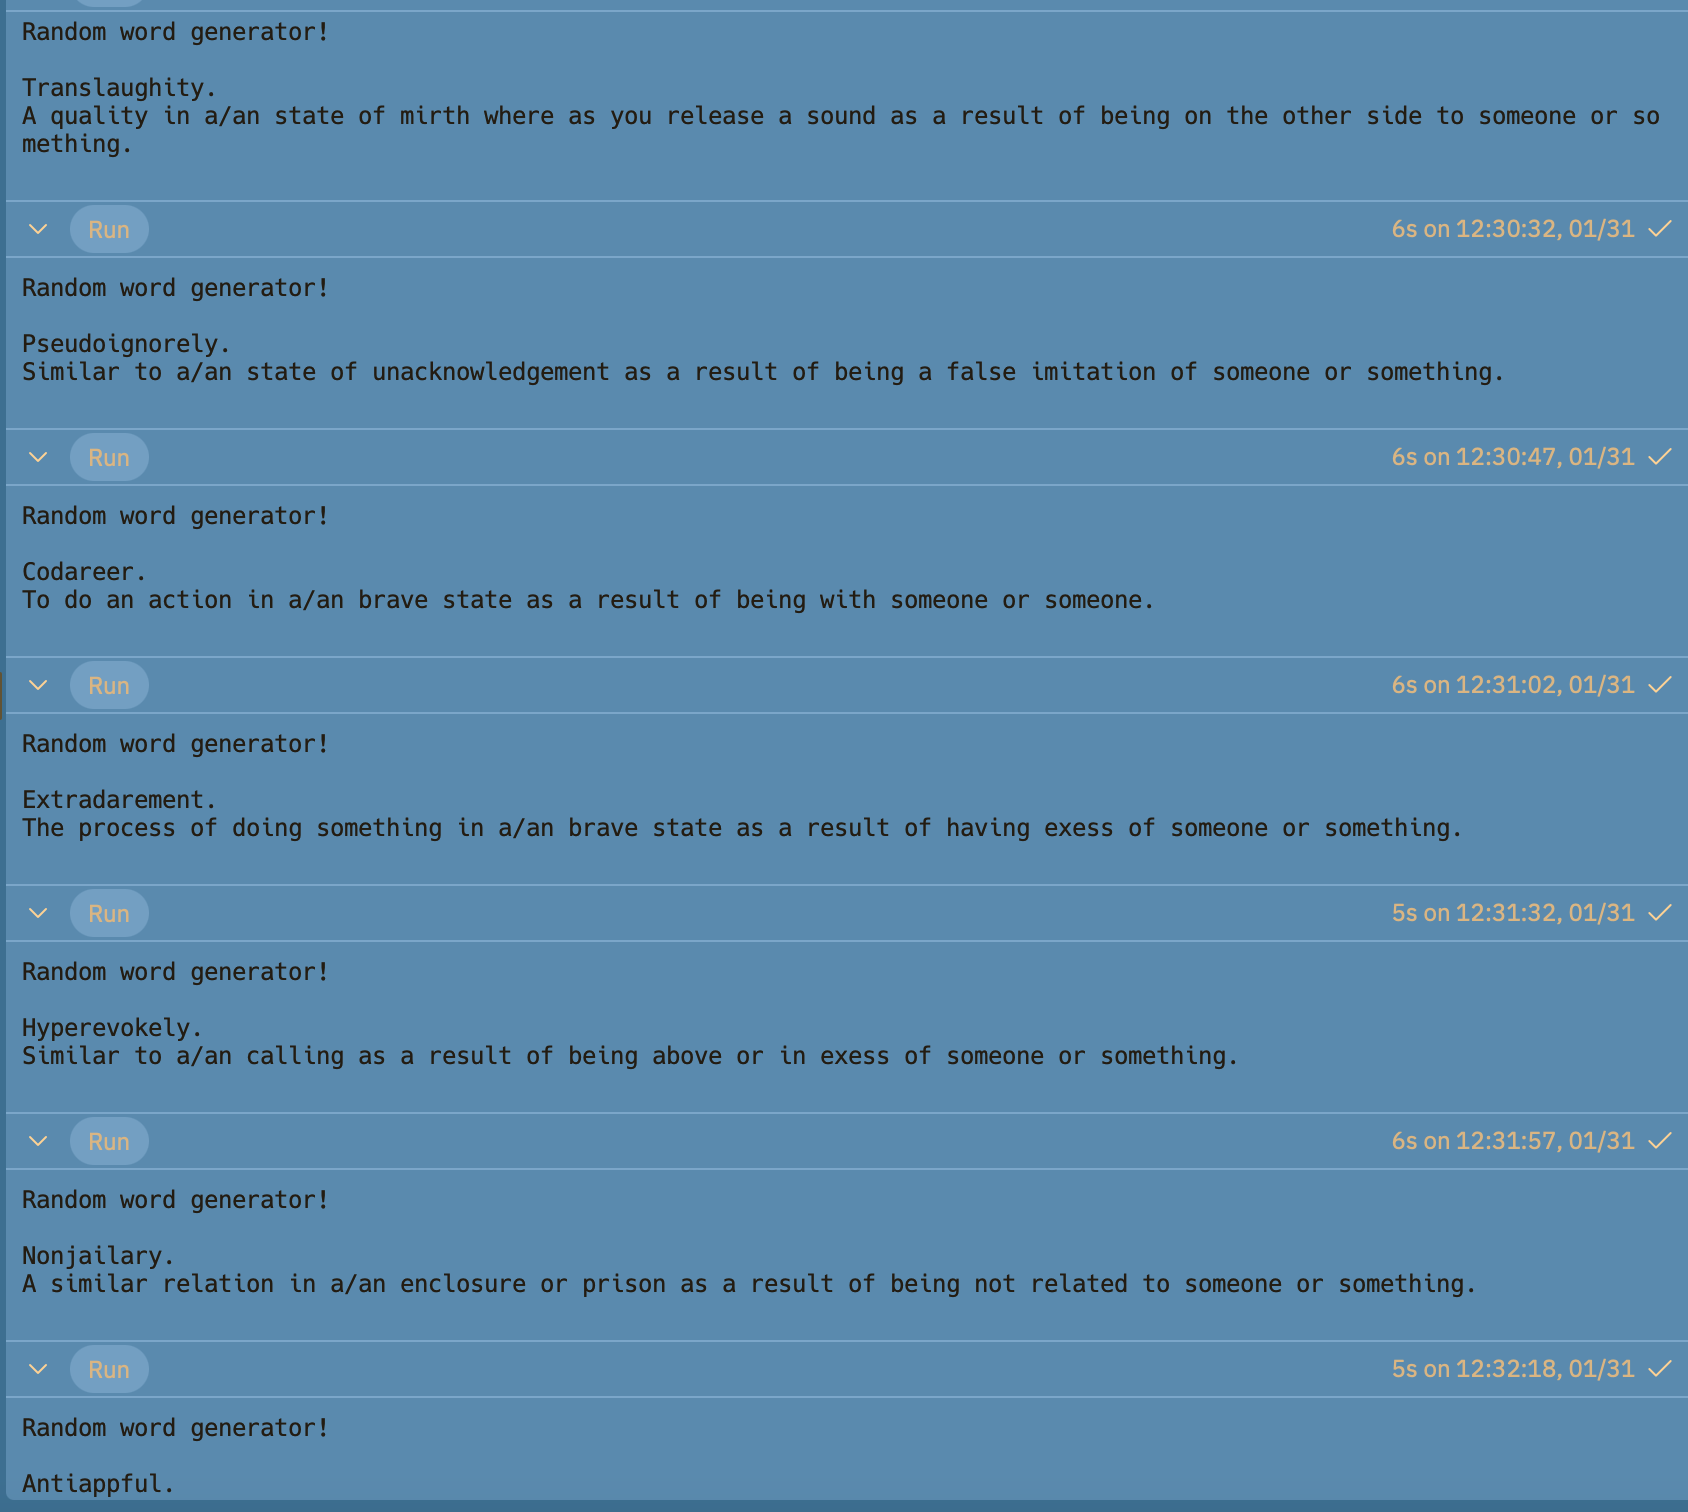 Random word generator!
Translaughity.
A quality in a/an state of mirth where as you release a sound as a result of being on the other side to someone or so
mething.
Run
6s on 12:30:32, 01/31
Random word generator!
Pseudoignorely.
Similar to a/an state of unacknowledgement as a result of being a false imitation of someone or something.
Run
6s on 12:30:47, 01/31
Random word generator!
Codareer.
To do an action in a/an brave state as a result of being with someone or someone.
Run
6s on 12:31:02, 01/31
Random word generator!
Extradarement.
The process of doing something in a/an brave state as a result of having exess of someone or something.
Run
5s on 12:31:32, 01/31
Random word generator!
Hyperevokely.
Similar to a/an calling as a result of being above or in exess of someone or something.
Run
6s on 12:31:57, 01/31
Random word generator!
Nonjailary.
A similar relation in a/an enclosure or prison as a result of being not related to someone or something.
Run
5s on 12:32:18, 01/31
Random word generator!
Antiappful.